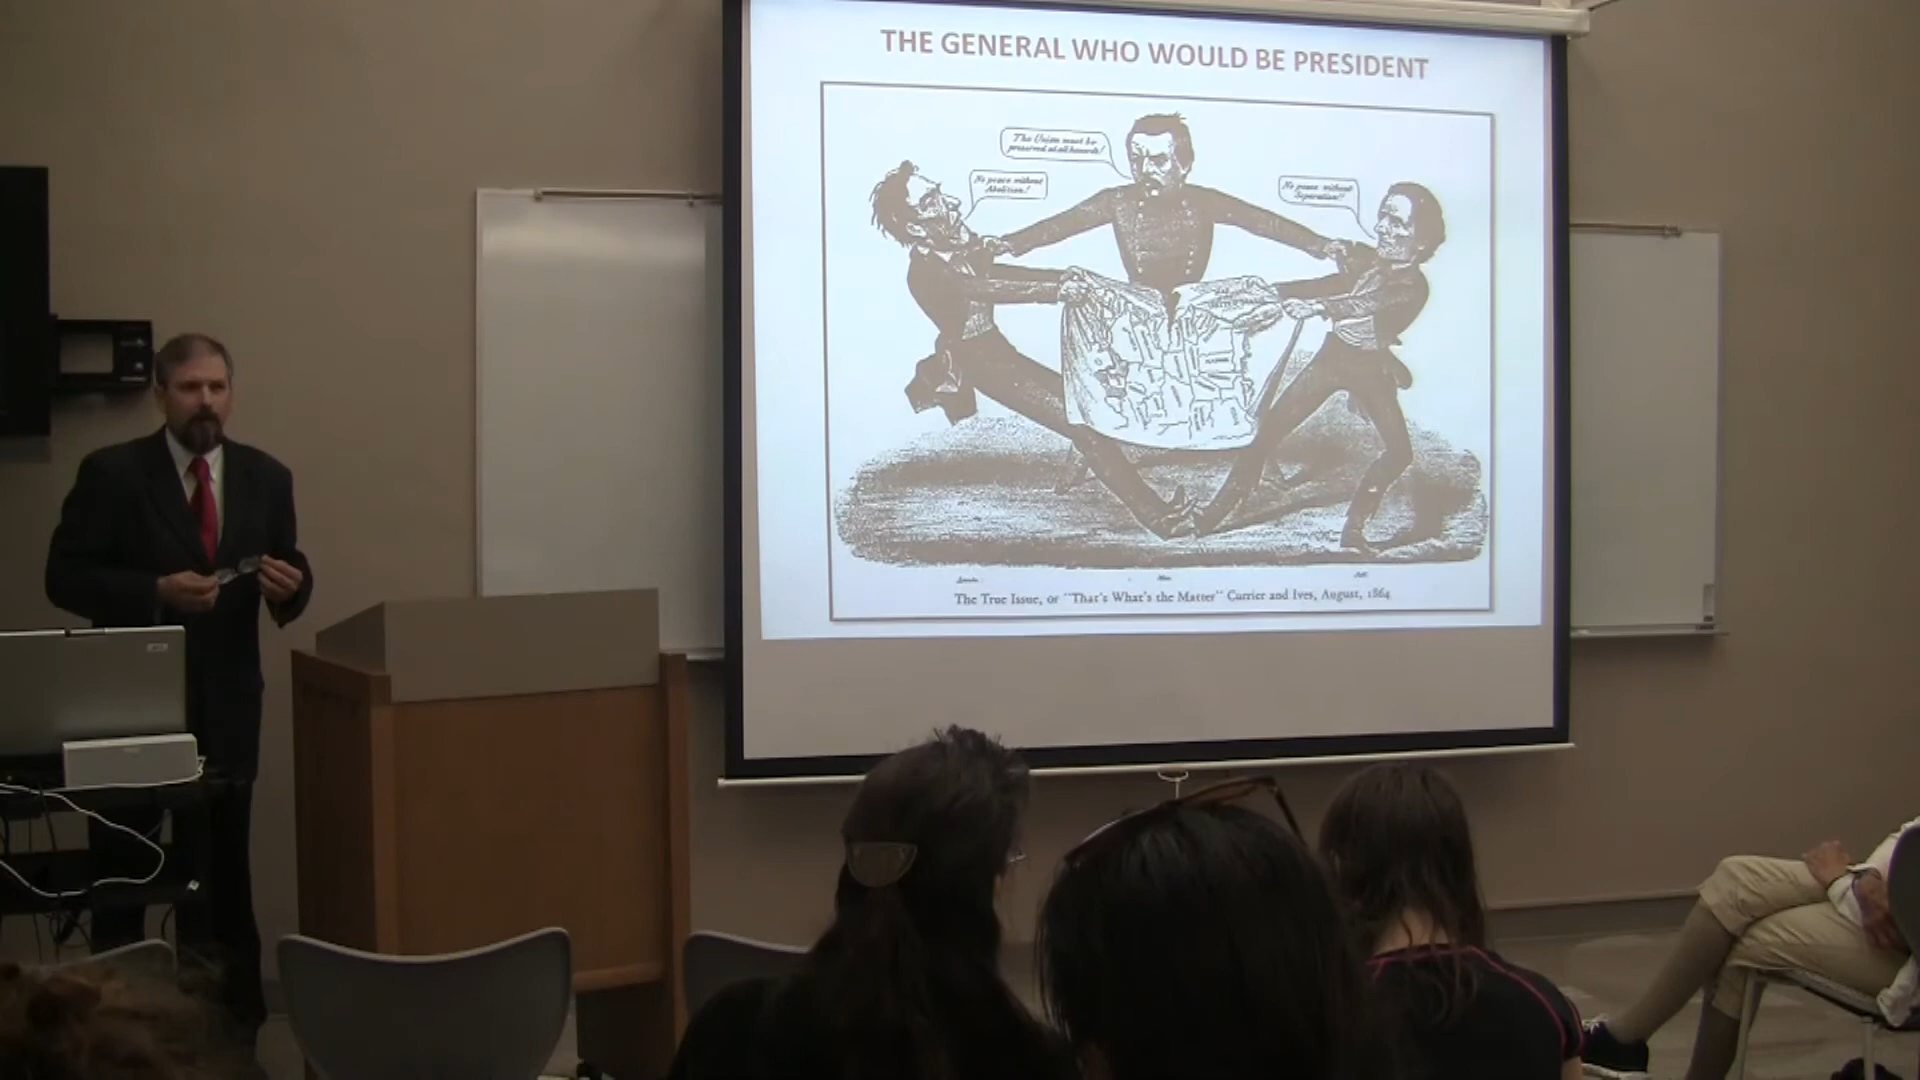 THE GENERAL WHO WOULD BE PRESIDENT
The Union must be
preserved at all hazards!
No peace without
Abolition!
No peace without
Separation!!
The True Issue, or "That's What's the Matter" Currier and Ives, August, 1864